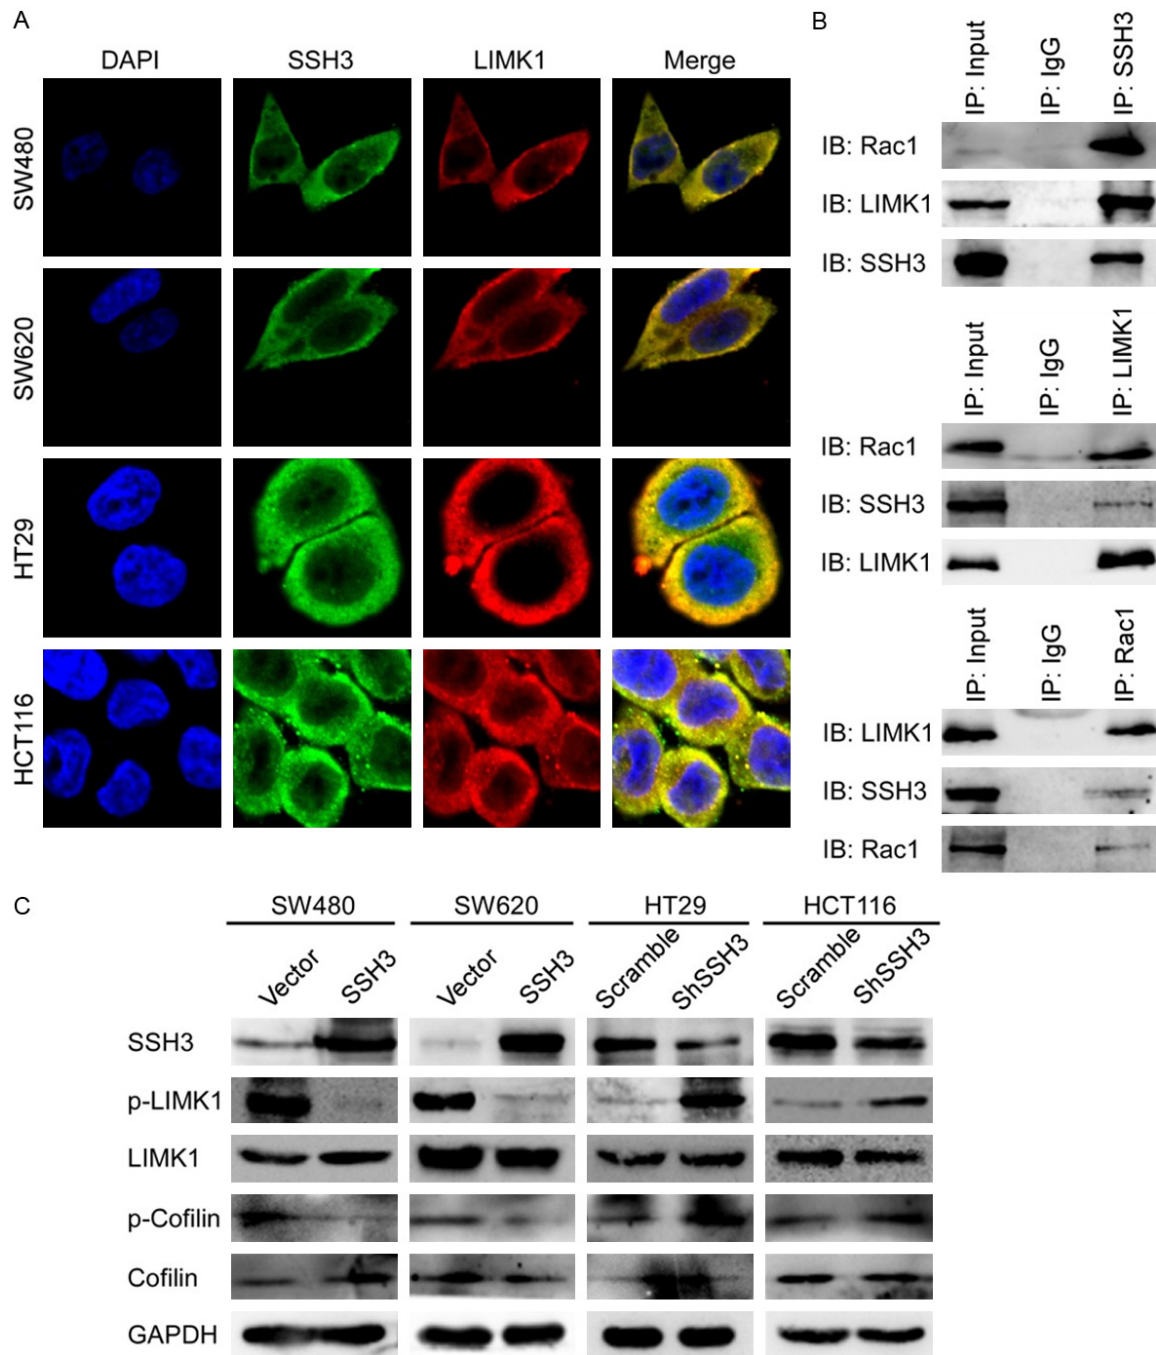 A
DAPI SSH3 LIMK1 Merge
SW480
SW620
HT29
HCT116
B
IP: Input IP: IgG IP: SSH3
IB: Rac1
IB: LIMK1
IB: SSH3
IP: Input IP: IgG IP: LIMK1
IB: Rac1
IB: SSH3
IB: LIMK1
IP: Input IP: IgG IP: Rac1
IB: LIMK1
IB: SSH3
IB: Rac1
C
SW480 SW620 HT29 HCT116
Vector SSH3 Vector SSH3 Scramble ShSSH3 Scramble ShSSH3
SSH3
p-LIMK1
LIMK1
p-Cofilin
Cofilin
GAPDH